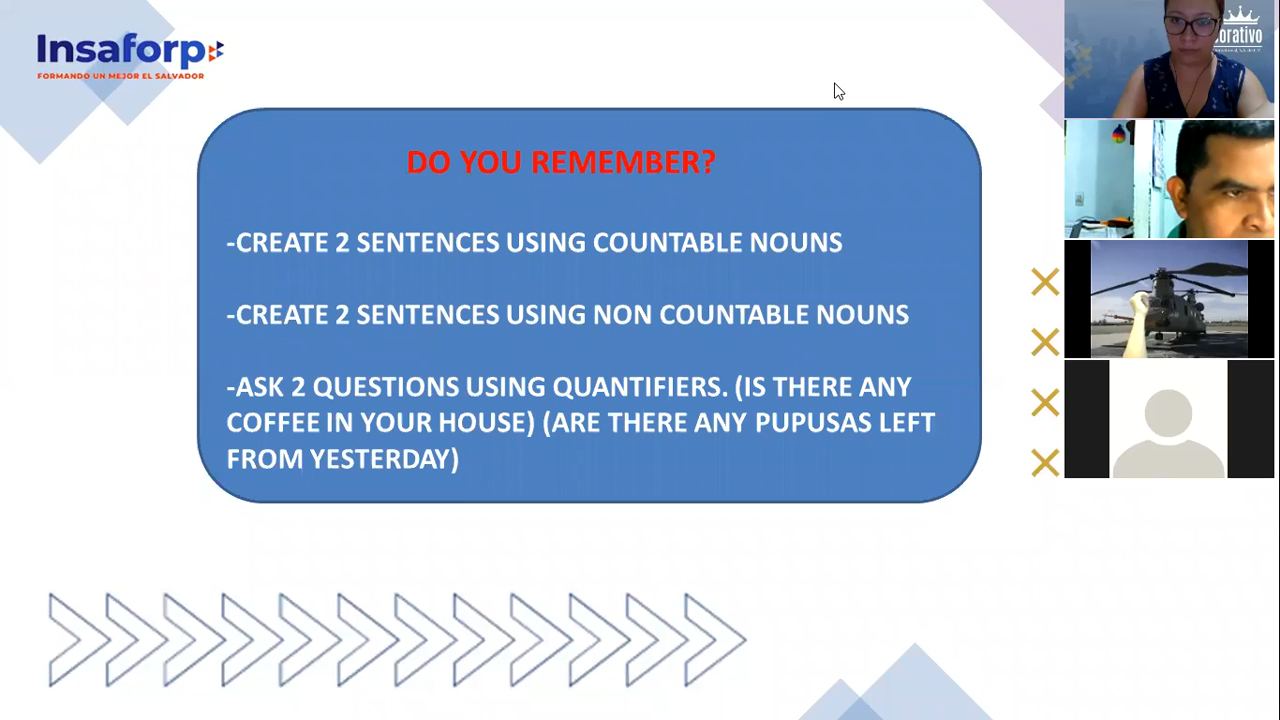 Insaforp
FORMANDO UN MEJOR EL SALVADOR
DO YOU REMEMBER?
-CREATE 2 SENTENCES USING COUNTABLE NOUNS
-CREATE 2 SENTENCES USING NON COUNTABLE NOUNS
-ASK 2 QUESTIONS USING QUANTIFIERS. (IS THERE ANY
COFFEE IN YOUR HOUSE) (ARE THERE ANY PUPUSAS LEFT
FROM YESTERDAY)
orativo